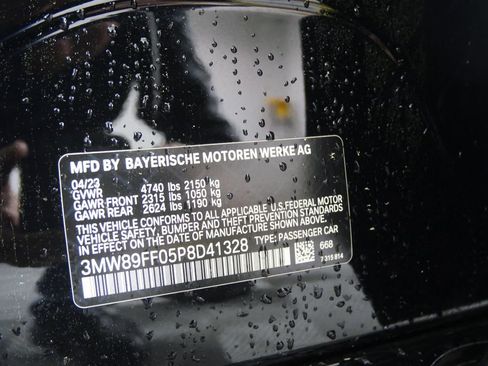 MFD BY BAYERISCHE MOTOREN WERKE AG
04/23
GVWR 4740 lbs 2150 kg
GAWR FRONT 2315 lbs 1050 kg
GAWR REAR 2624 lbs 1190 kg
THIS VEHICLE CONFORMS TO ALL APPLICABLE U.S.FEDERAL MOTOR
VEHICLE SAFETY, BUMPER AND THEFT PREVENTION STANDARDS
IN EFFECT ON THE DATE OF MANUFACTURE SHOWN ABOVE.
3MW89FF05P8D41328 TYPE: PASSENGER CAR
668
7 315 814